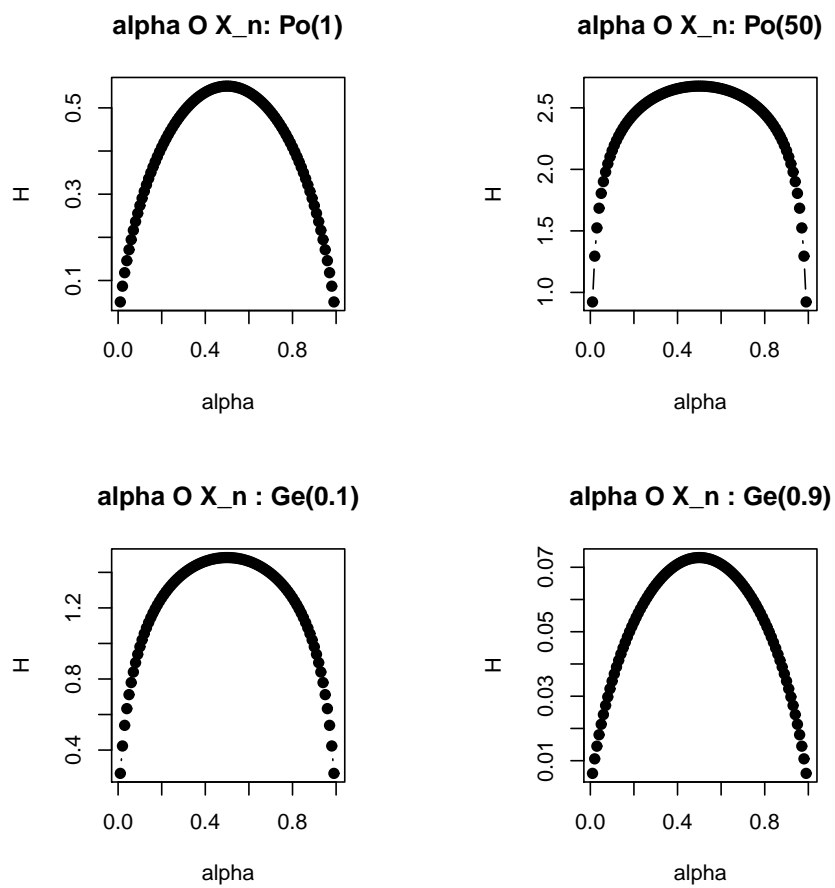 alpha O X_n: Po(1)
H
0.1 0.3 0.5
0.0 0.4 0.8
alpha
alpha O X_n: Po(50)
H
1.0 1.5 2.0 2.5
0.0 0.4 0.8
alpha
alpha O X_n : Ge(0.1)
H
0.4 0.8 1.2
0.0 0.4 0.8
alpha
alpha O X_n : Ge(0.9)
H
0.01 0.03 0.05 0.07
0.0 0.4 0.8
alpha